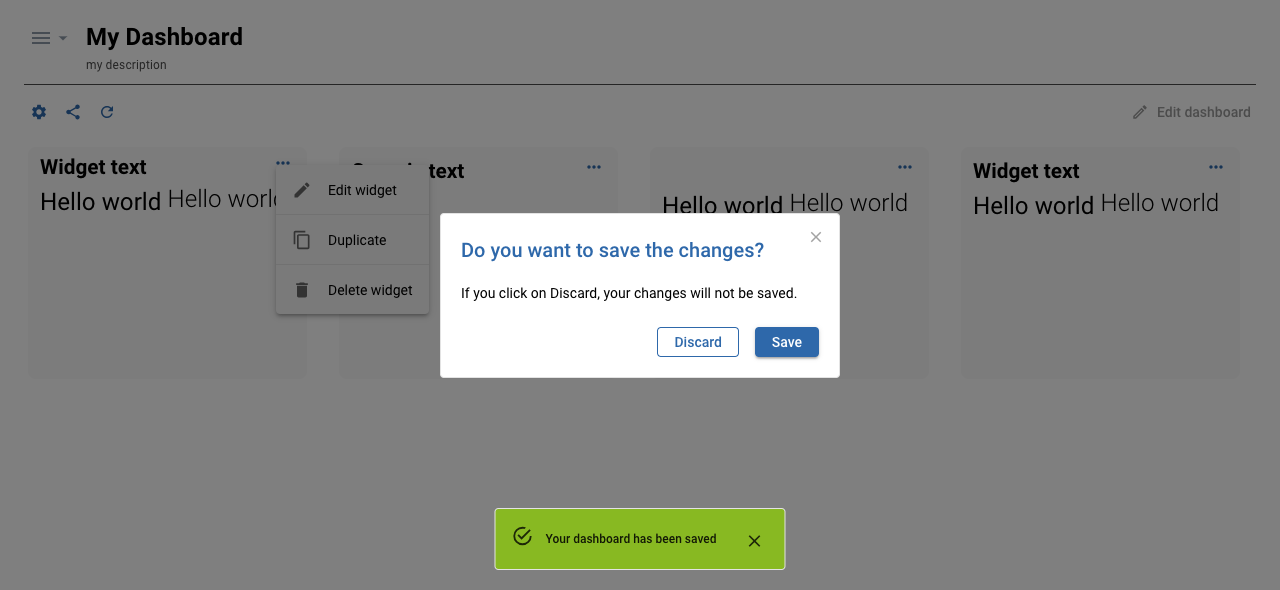 My Dashboard
my description
Edit dashboard
Widget text
text
Widget text
Hello world Hello world
Hello world Hello world
Hello world Hello world
Edit widget
Duplicate
Delete widget
Do you want to save the changes?
If you click on Discard, your changes will not be saved.
Discard Save
Your dashboard has been saved